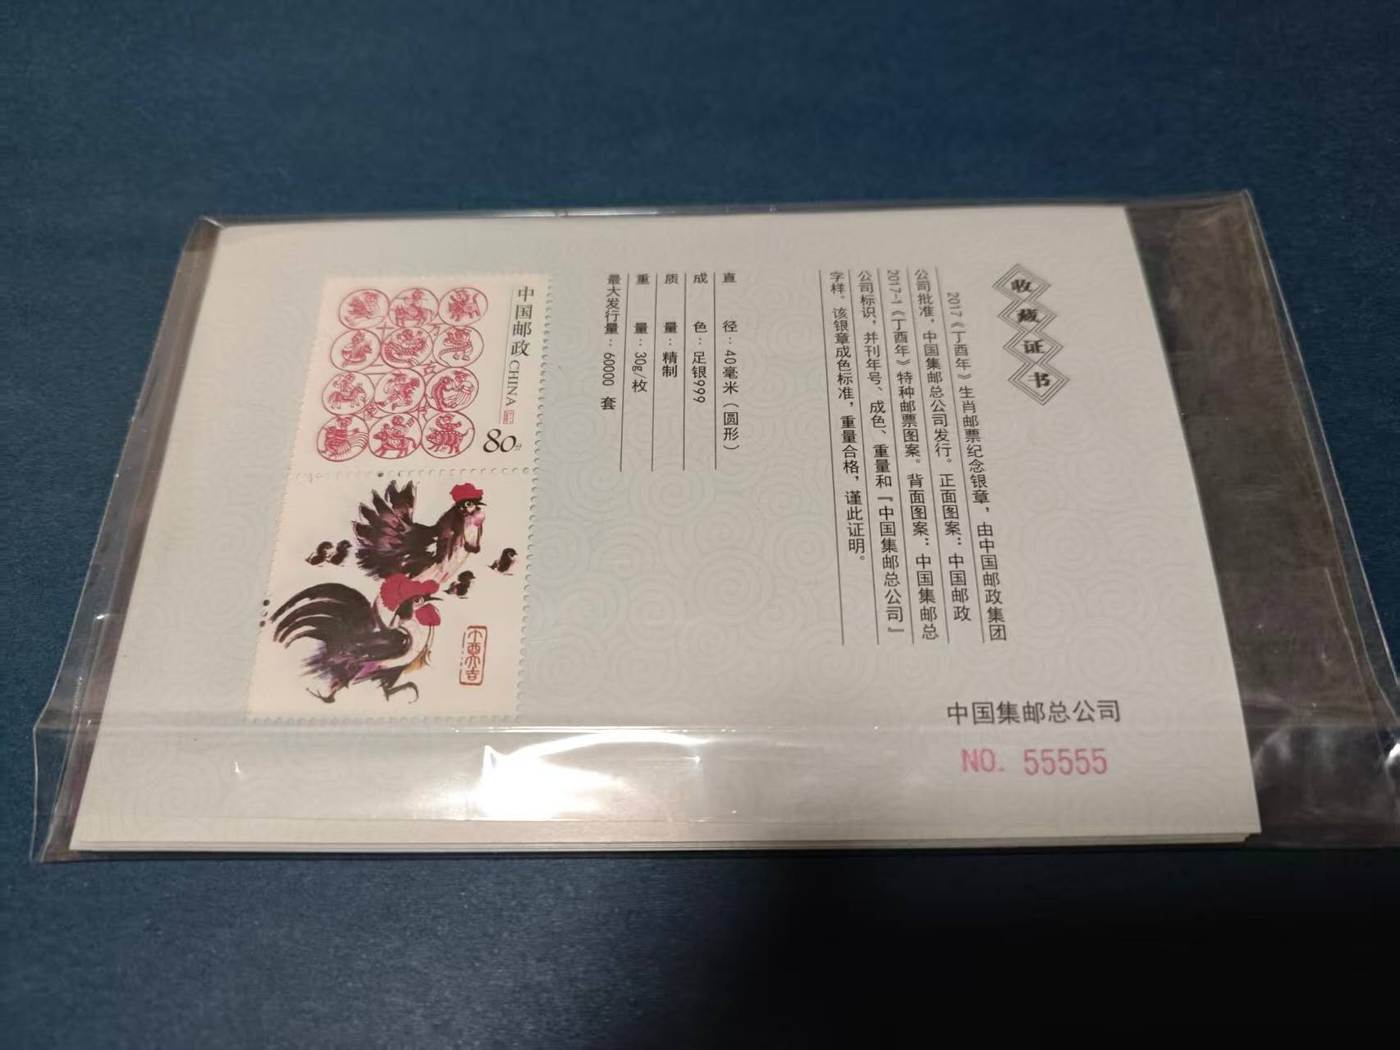 收藏证书
2017《丁酉年》生肖邮票纪念银章，由中国邮政集团
公司批准，中国集邮总公司发行。正面图案：中国邮政
2017-1《丁酉年》特种邮票图案。背面图案：中国集邮总
公司标识，并刊年号、成色、重量和『中国集邮总公司』
字样。该银章成色标准，重量合格，谨此证明。
直 径：40毫米（圆形）
成 色：足银999
质 量：精制
重 量：30g/枚
最大发行量：60000 套
中国集邮总公司
NO. 55555
中国邮政 CHINA
80分